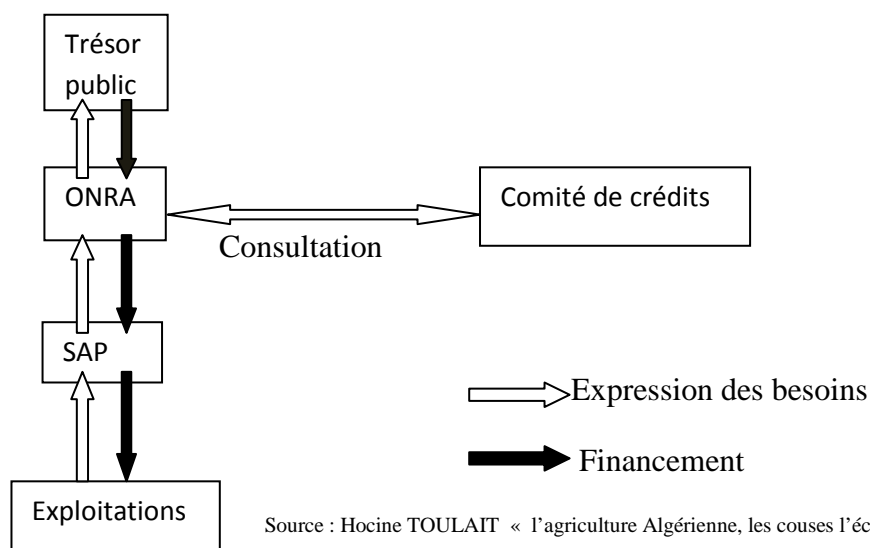 Trésor
public
ONRA
Comité de crédits
Consultation
SAP
Expression des besoins
Financement
Exploitations
Source : Hocine TOULAIT « l’agriculture Algérienne, les couses l’éc